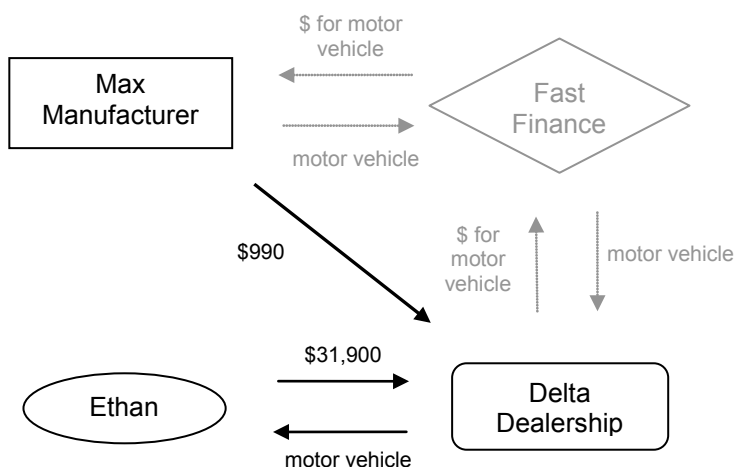 $ for motor
vehicle
Max
Manufacturer
Fast
Finance
motor vehicle
$990
$ for
motor
vehicle
motor vehicle
$31,900
Ethan
Delta
Dealership
motor vehicle